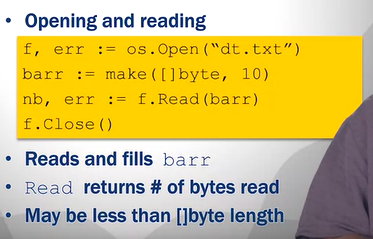 • Opening and reading
f, err := os.Open(“dt.txt”)
barr := make([]byte, 10)
nb, err := f.Read(barr)
f.Close()
• Reads and fills barr
• Read returns # of bytes read
• May be less than []byte length